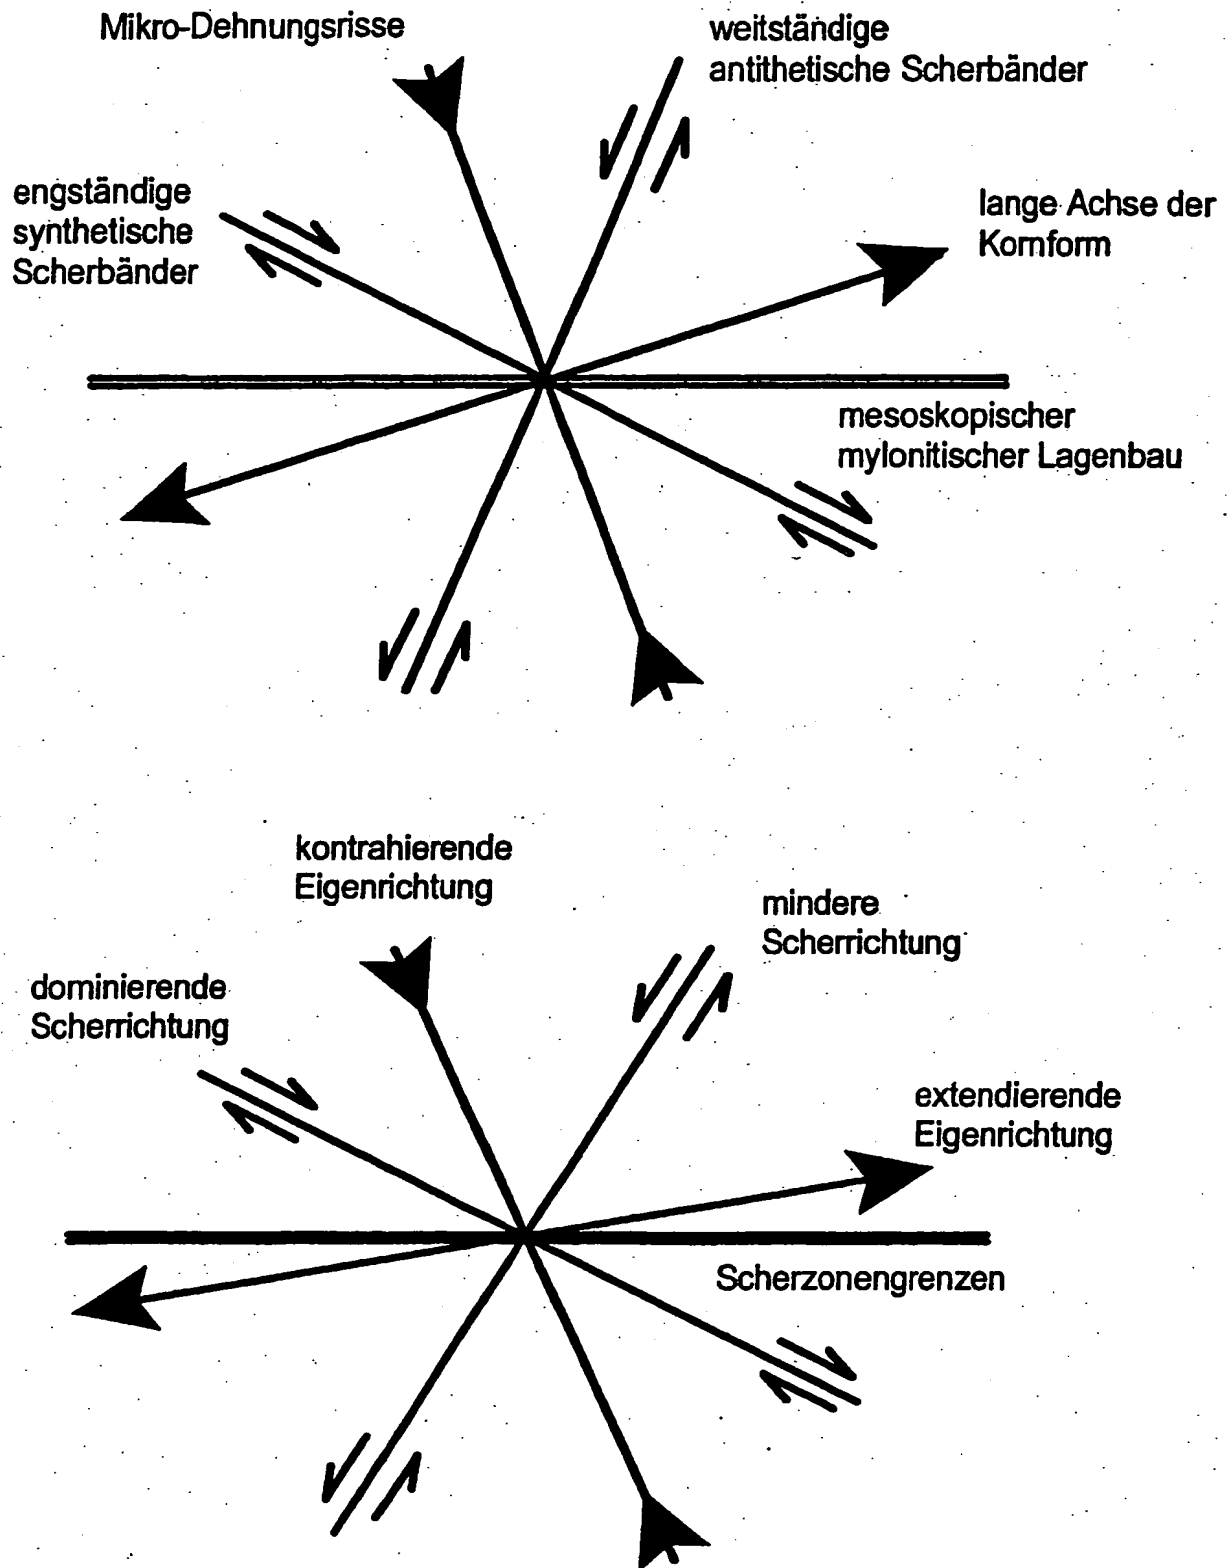 Mikro-Dehnungsrisse
weitständige
antithetische Scherbänder
engständige
synthetische
Scherbänder
lange Achse der
Kornform
mesoskopischer
mylonitischer Lagenbau
kontrahierende
Eigenrichtung
mindere
Scherrichtung
dominierende
Scherrichtung
extendierende
Eigenrichtung
Scherzonengrenzen